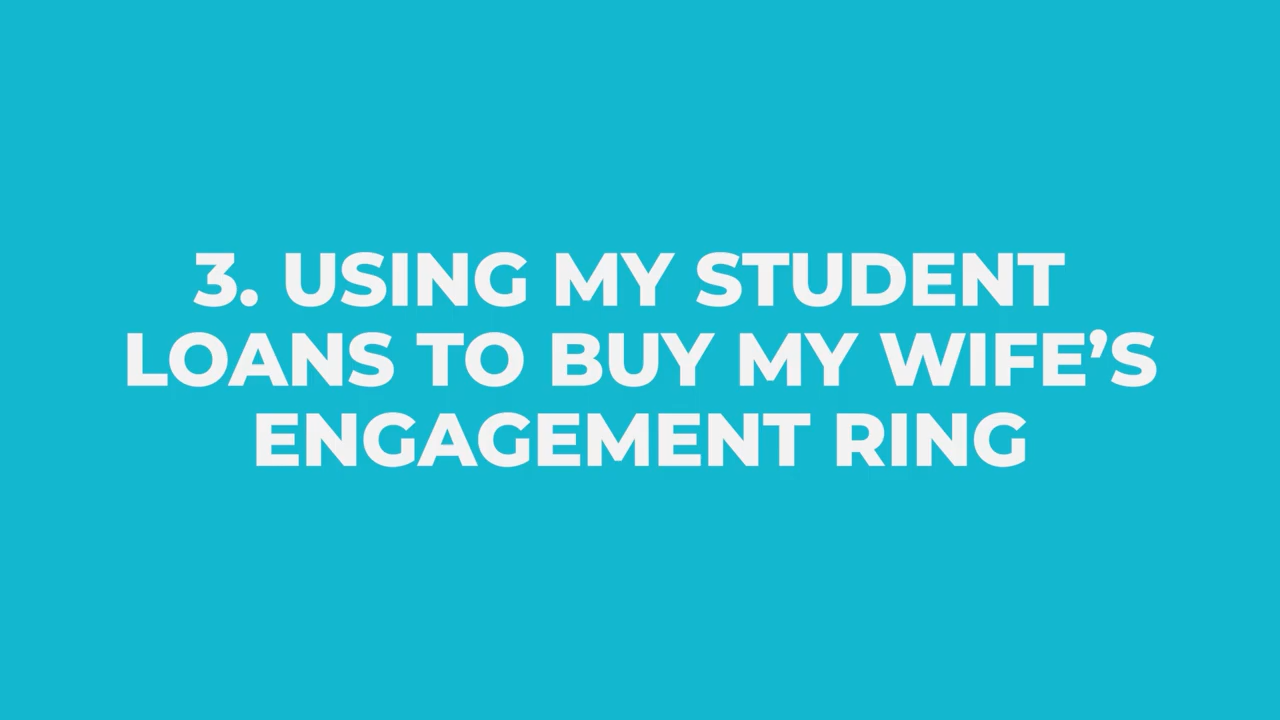 3. USING MY STUDENT
LOANS TO BUY MY WIFE’S
ENGAGEMENT RING